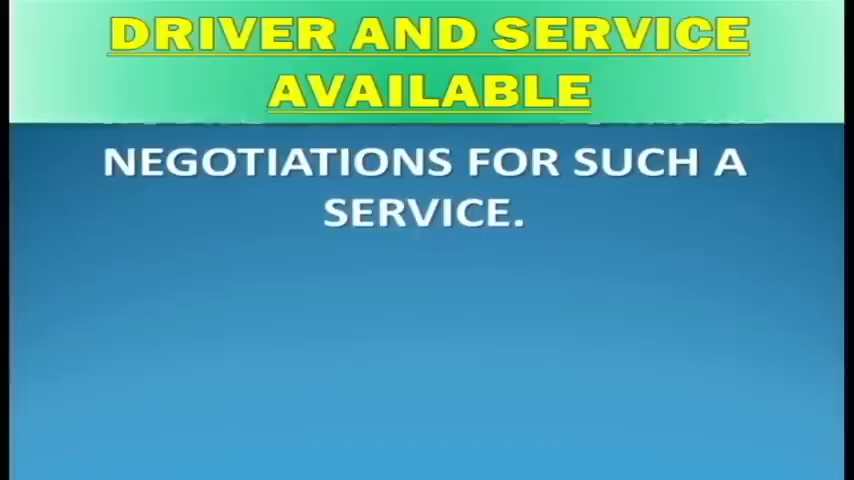 DRIVER AND SERVICE
AVAILABLE
NEGOTIATIONS FOR SUCH A
SERVICE.